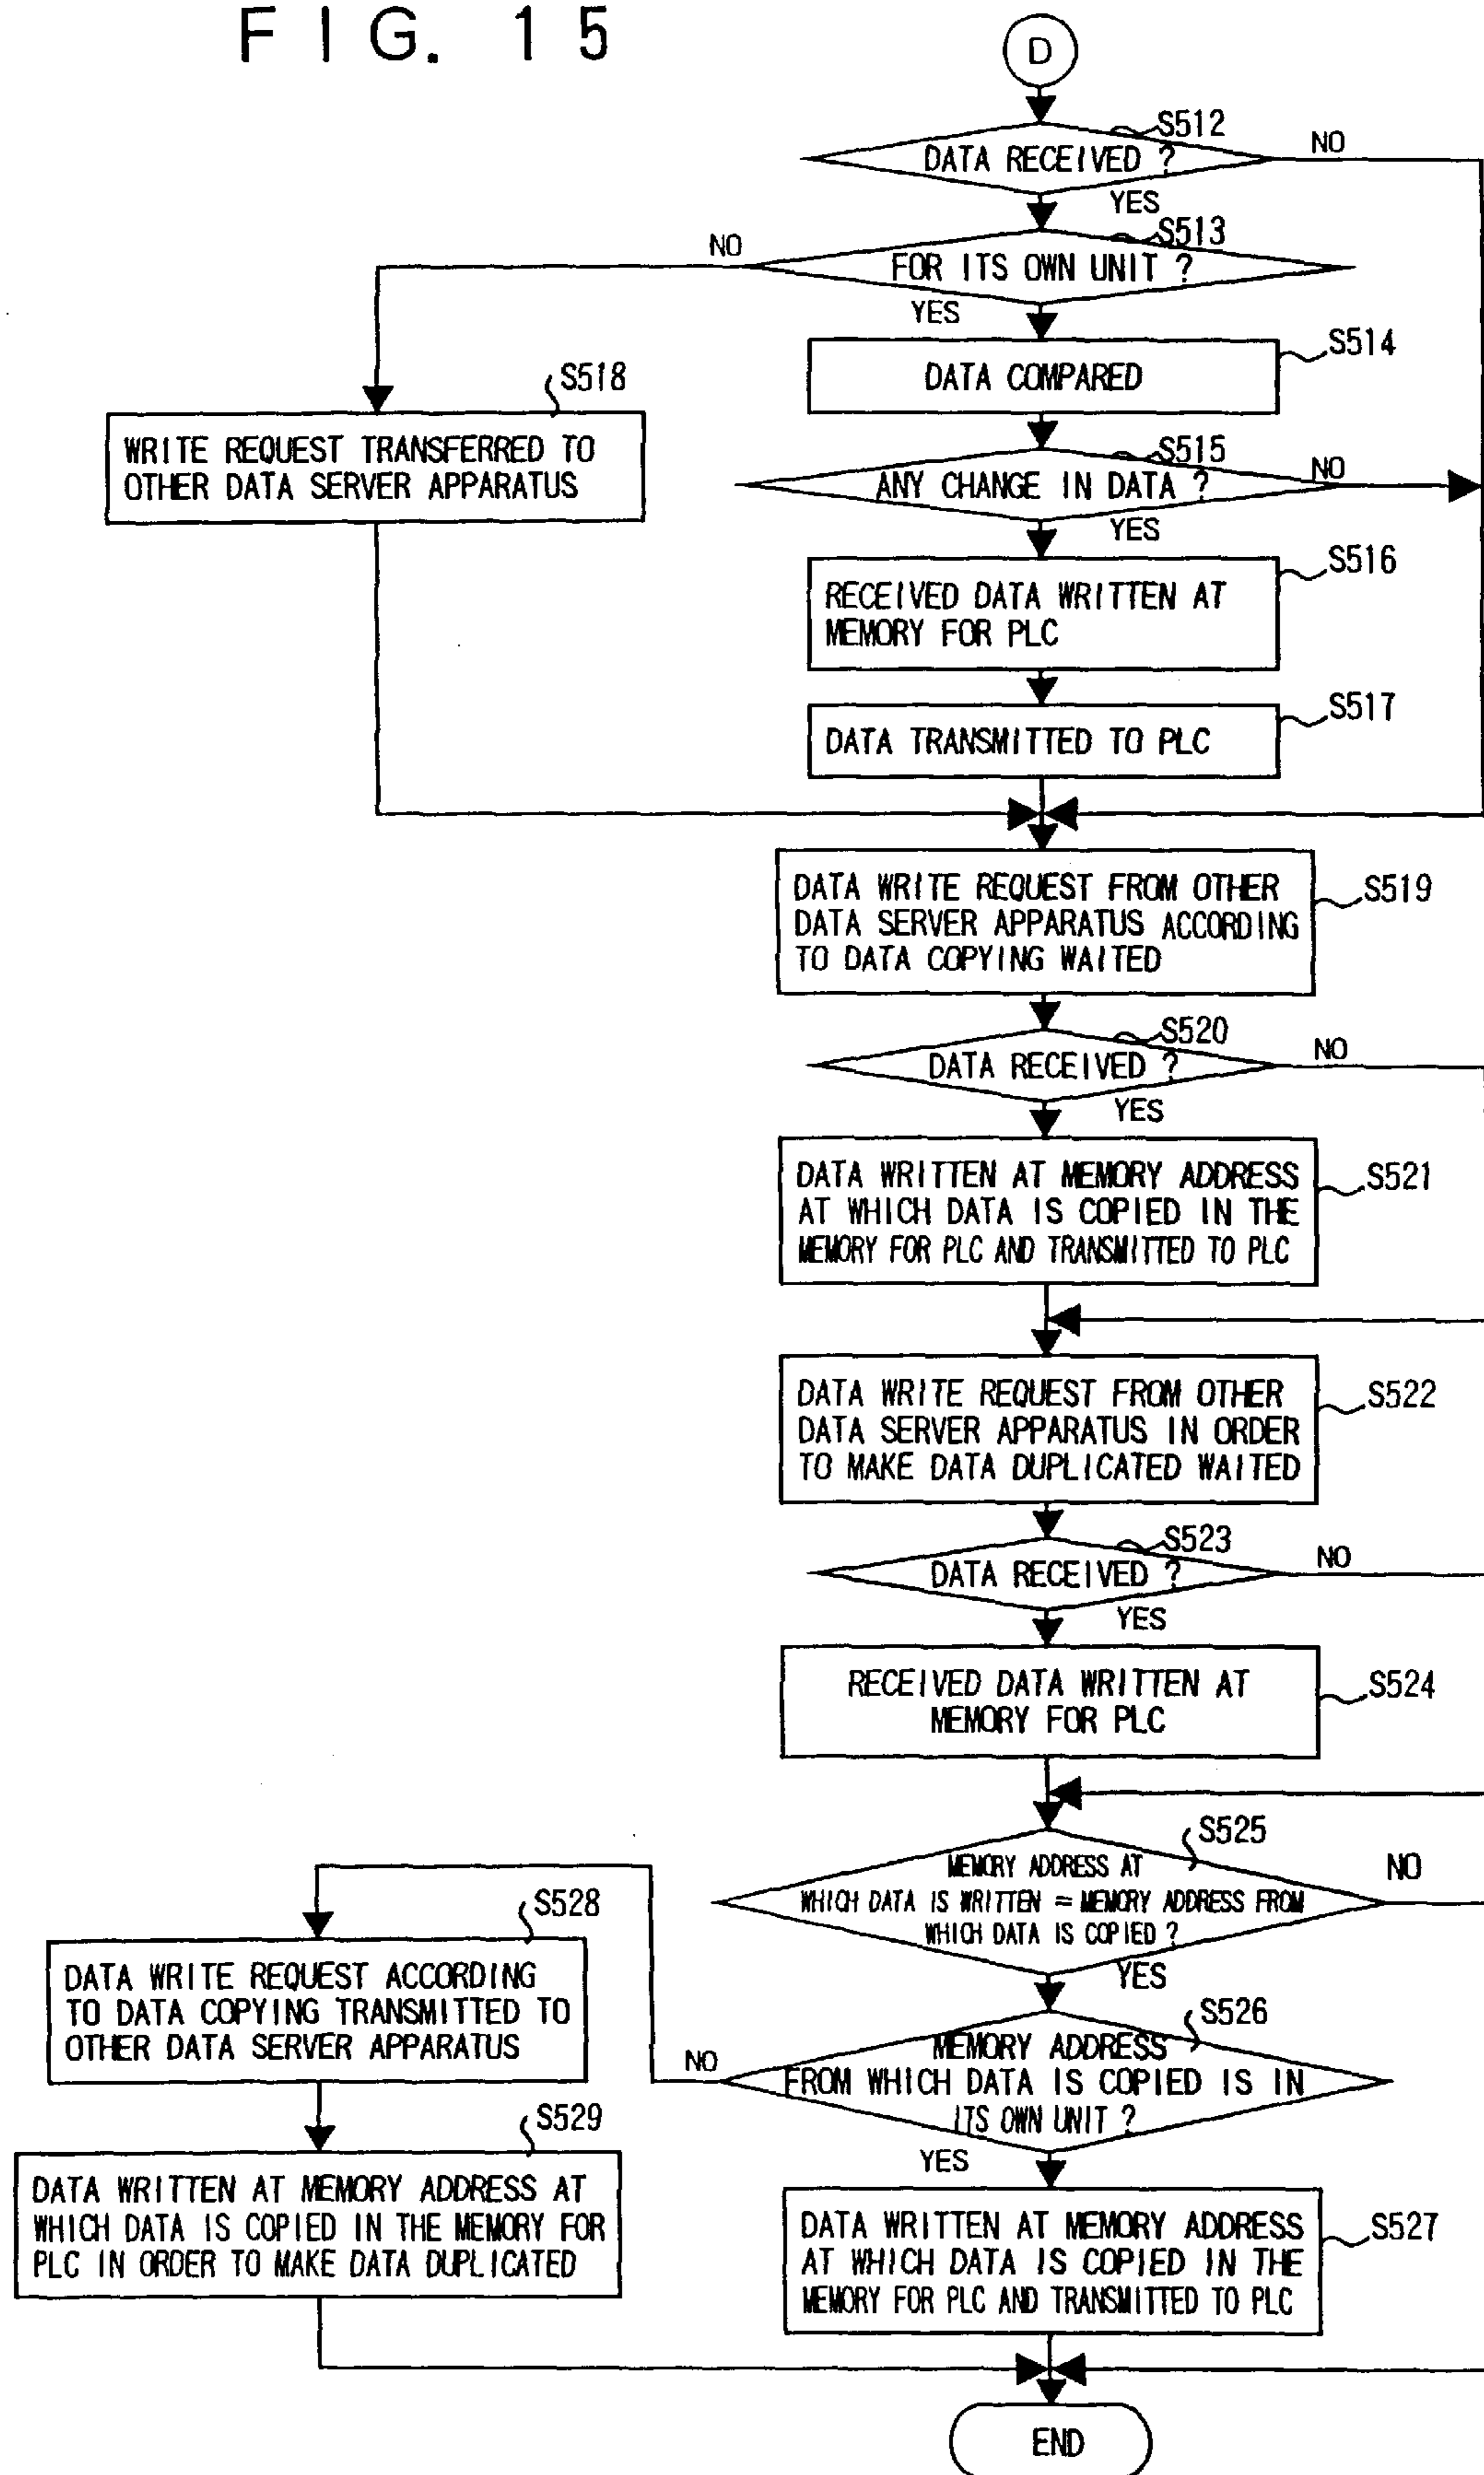 FIG. 15
D
S512
DATA RECEIVED ?
NO
YES
S513
NO
FOR ITS OWN UNIT ?
YES
S514
DATA COMPARED
S518
WRITE REQUEST TRANSFERRED TO
OTHER DATA SERVER APPARATUS
S515
ANY CHANGE IN DATA ?
NO
YES
S516
RECEIVED DATA WRITTEN AT
MEMORY FOR PLC
S517
DATA TRANSMITTED TO PLC
S519
DATA WRITE REQUEST FROM OTHER
DATA SERVER APPARATUS ACCORDING
TO DATA COPYING WAITED
S520
DATA RECEIVED ?
NO
YES
S521
DATA WRITTEN AT MEMORY ADDRESS
AT WHICH DATA IS COPIED IN THE
MEMORY FOR PLC AND TRANSMITTED TO PLC
S522
DATA WRITE REQUEST FROM OTHER
DATA SERVER APPARATUS IN ORDER
TO MAKE DATA DUPLICATED WAITED
S523
DATA RECEIVED ?
NO
YES
S524
RECEIVED DATA WRITTEN AT
MEMORY FOR PLC
S525
MEMORY ADDRESS AT
WHICH DATA IS WRITTEN = MEMORY ADDRESS FROM
WHICH DATA IS COPIED ?
NO
YES
S526
MEMORY ADDRESS
FROM WHICH DATA IS COPIED IS IN
ITS OWN UNIT ?
NO
YES
S528
DATA WRITE REQUEST ACCORDING
TO DATA COPYING TRANSMITTED TO
OTHER DATA SERVER APPARATUS
S529
DATA WRITTEN AT MEMORY ADDRESS AT
WHICH DATA IS COPIED IN THE MEMORY FOR
PLC IN ORDER TO MAKE DATA DUPLICATED
S527
DATA WRITTEN AT MEMORY ADDRESS
AT WHICH DATA IS COPIED IN THE
MEMORY FOR PLC AND TRANSMITTED TO PLC
END